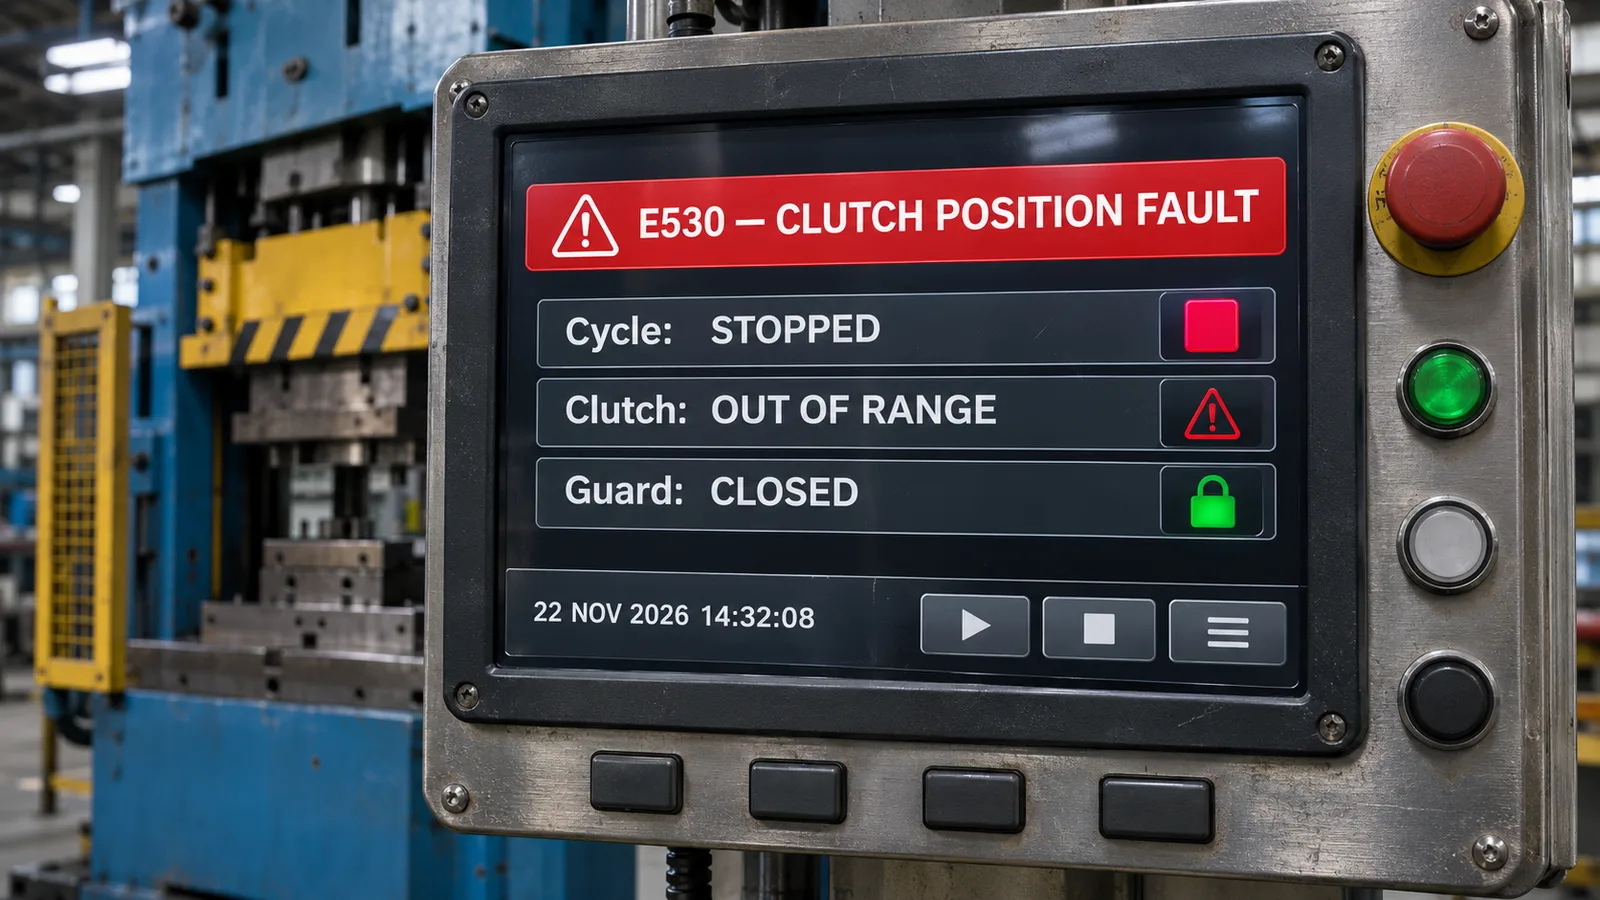 E530 — CLUTCH POSITION FAULT
Cycle: STOPPED
Clutch: OUT OF RANGE
Guard: CLOSED
22 NOV 2026 14:32:08